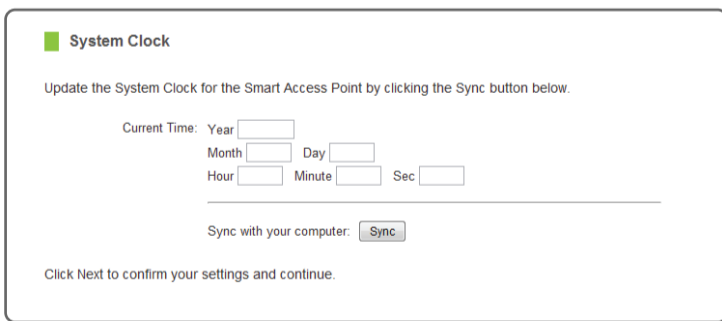 System Clock
Update the System Clock for the Smart Access Point by clicking the Sync button below.
Current Time: Year
Month Day
Hour Minute Sec
Sync with your computer: Sync
Click Next to confirm your settings and continue.